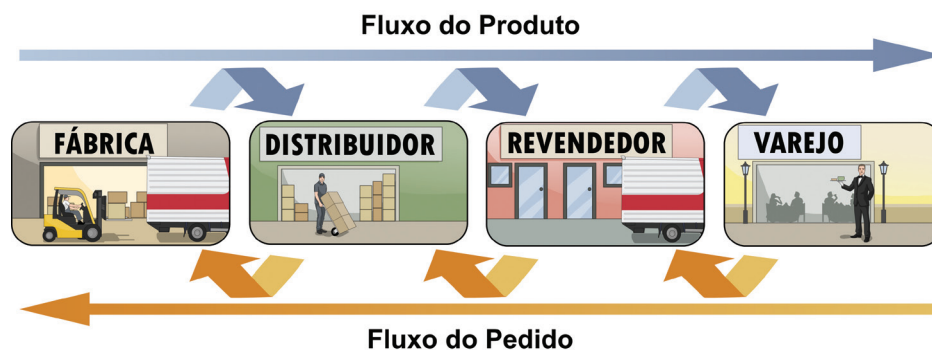 Fluxo do Produto
FÁBRICA
DISTRIBUIDOR
REVENDEDOR
VAREJO
Fluxo do Pedido